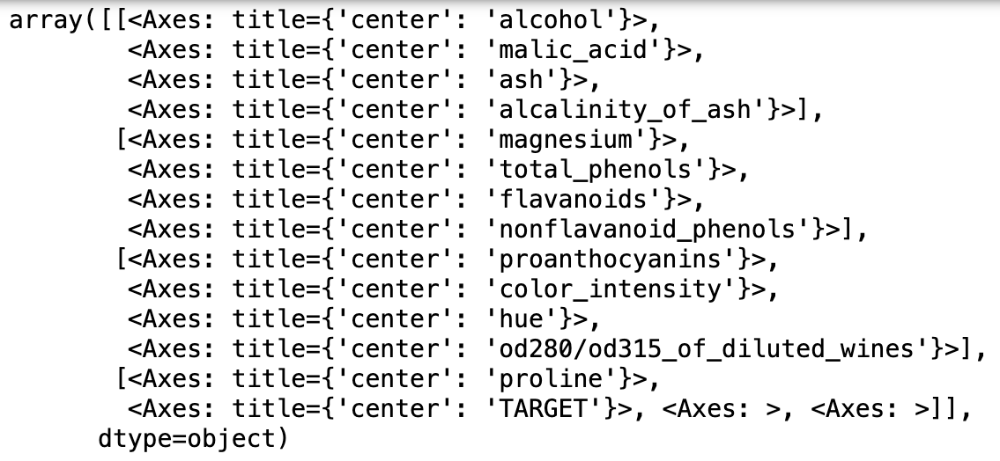 array([[<Axes: title={'center': 'alcohol'}>,
        <Axes: title={'center': 'malic_acid'}>,
        <Axes: title={'center': 'ash'}>,
        <Axes: title={'center': 'alcalinity_of_ash'}>],
       [<Axes: title={'center': 'magnesium'}>,
        <Axes: title={'center': 'total_phenols'}>,
        <Axes: title={'center': 'flavanoids'}>,
        <Axes: title={'center': 'nonflavanoid_phenols'}>],
       [<Axes: title={'center': 'proanthocyanins'}>,
        <Axes: title={'center': 'color_intensity'}>,
        <Axes: title={'center': 'hue'}>,
        <Axes: title={'center': 'od280/od315_of_diluted_wines'}>],
       [<Axes: title={'center': 'proline'}>,
        <Axes: title={'center': 'TARGET'}>, <Axes: >, <Axes: >]],
      dtype=object)